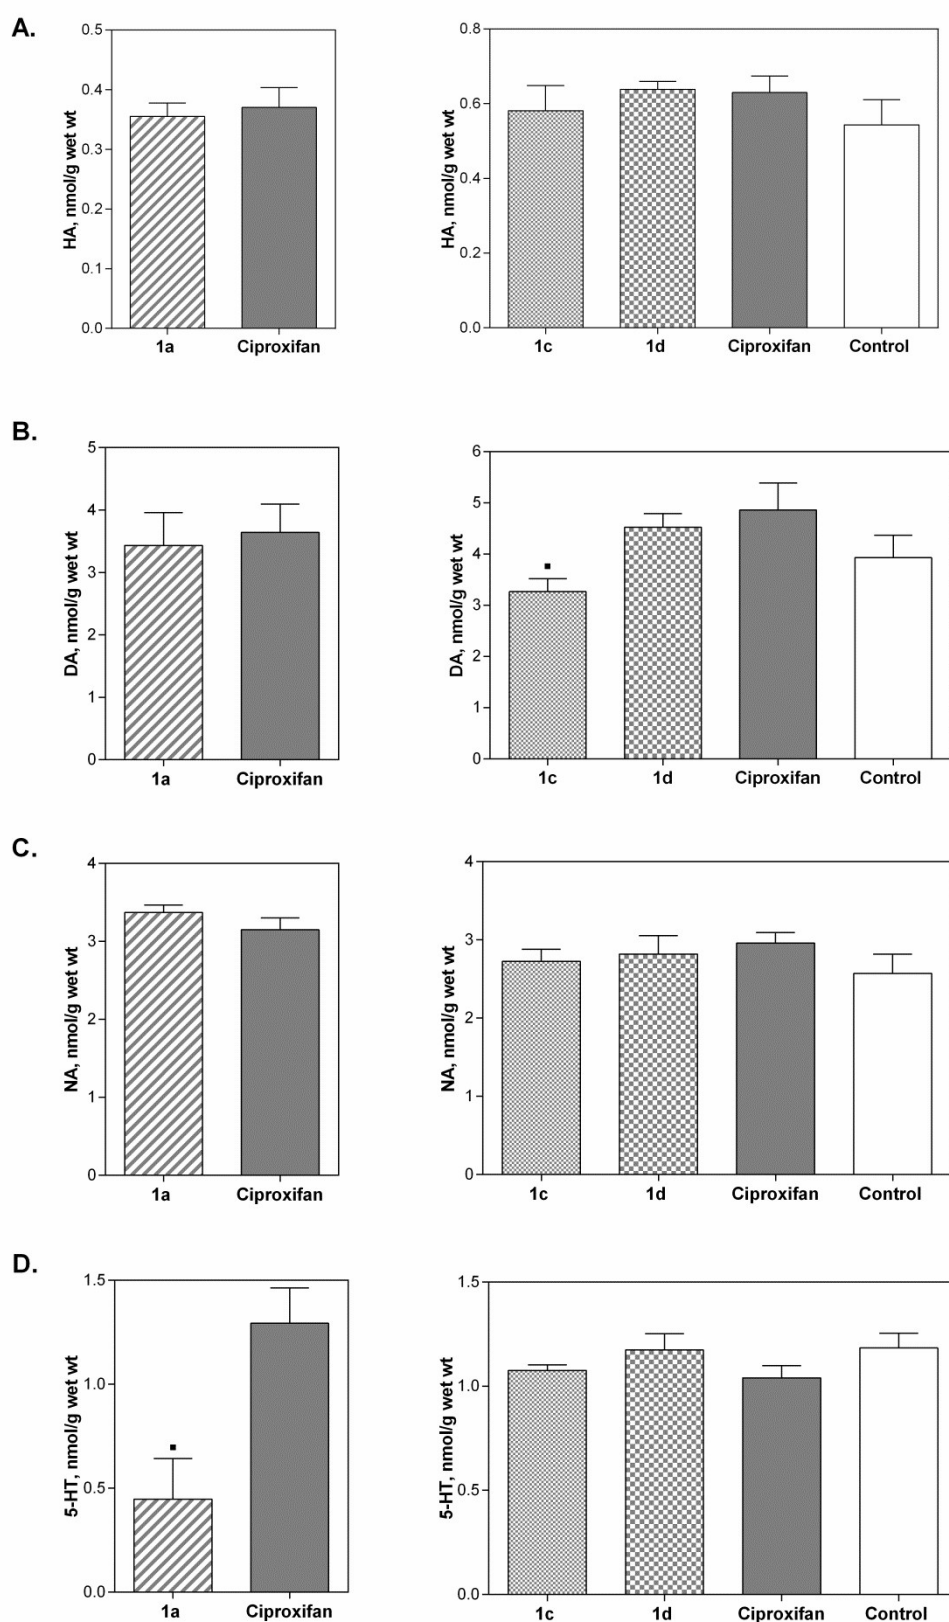 A.
HA, nmol/g wet wt
0.5
0.4
0.3
0.2
0.1
0.0
1a Ciproxifan
HA, nmol/g wet wt
0.8
0.6
0.4
0.2
0.0
1c 1d Ciproxifan Control
B.
DA, nmol/g wet wt
5
4
3
2
1
0
1a Ciproxifan
DA, nmol/g wet wt
6
5
4
3
2
1
0
1c 1d Ciproxifan Control
C.
NA, nmol/g wet wt
4
3
2
1
0
1a Ciproxifan
NA, nmol/g wet wt
4
3
2
1
0
1c 1d Ciproxifan Control
D.
5-HT, nmol/g wet wt
1.5
1.0
0.5
0.0
1a Ciproxifan
5-HT, nmol/g wet wt
1.5
1.0
0.5
0.0
1c 1d Ciproxifan Control